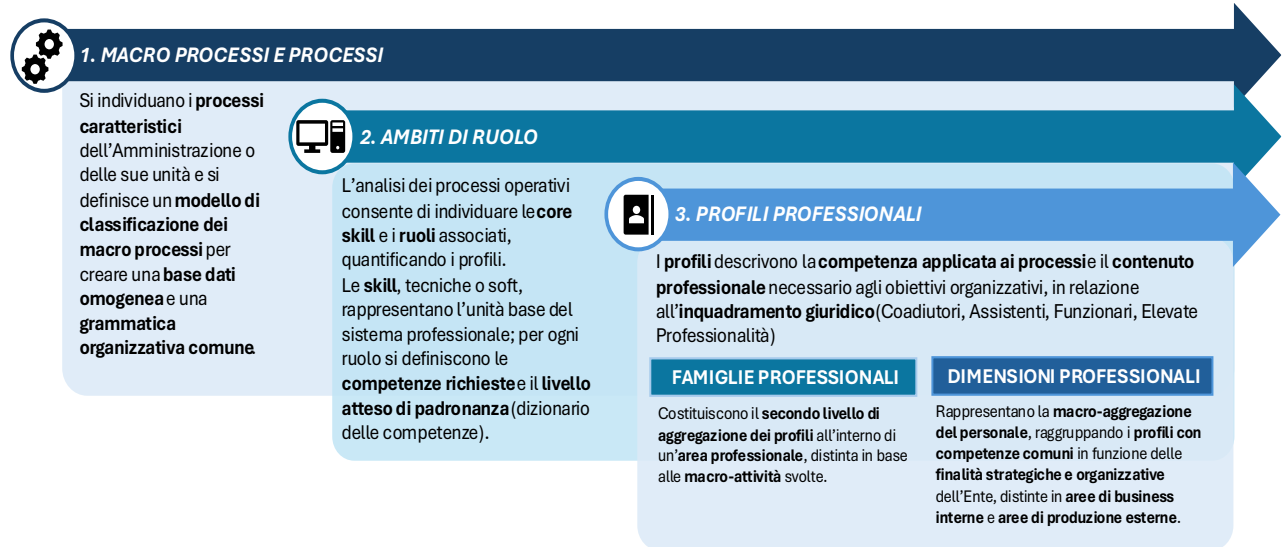 1. MACRO PROCESSI E PROCESSI
Si individuano i processi
caratteristici
dell'Amministrazione o
delle sue unità e si
definisce un modello di
classificazione dei
macro processi per
creare una base dati
omogenea e una
grammatica
organizzativa comune.
2. AMBITI DI RUOLO
L'analisi dei processi operativi
consente di individuare le core
skill e i ruoli associati,
quantificando i profili.
Le skill, tecniche o soft,
rappresentano l'unità base del
sistema professionale; per ogni
ruolo si definiscono le
competenze richieste e il livello
atteso di padronanza (dizionario
delle competenze).
3. PROFILI PROFESSIONALI
I profili descrivono la competenza applicata ai processi e il contenuto
professionale necessario agli obiettivi organizzativi, in relazione
all'inquadramento giuridico (Coadiutori, Assistenti, Funzionari, Elevate
Professionalità)
FAMIGLIE PROFESSIONALI
Costituiscono il secondo livello di
aggregazione dei profili all'interno di
un'area professionale, distinta in base
alle macro-attività svolte.
DIMENSIONI PROFESSIONALI
Rappresentano la macro-aggregazione
del personale, raggruppando i profili con
competenze comuni in funzione delle
finalità strategiche e organizzative
dell'Ente, distinte in aree di business
interne e aree di produzione esterne.